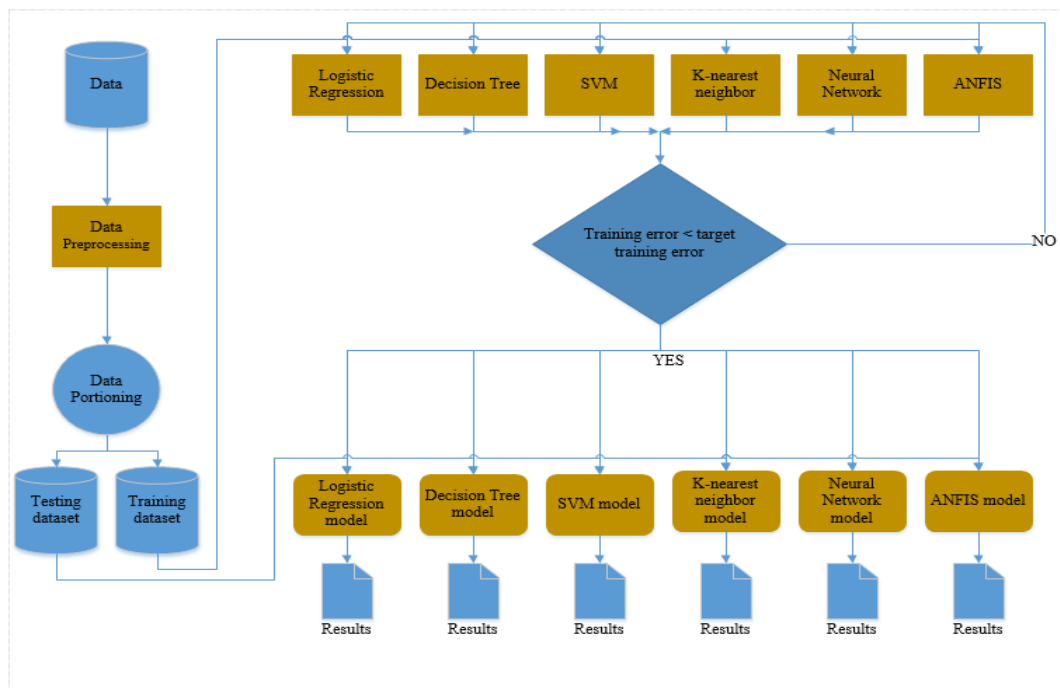 Data
Data
Preprocessing
Data
Portioning
Testing
dataset
Training
dataset
Logistic
Regression
Decision Tree
SVM
K-nearest
neighbor
Neural
Network
ANFIS
Training error < target
training error
NO
YES
Logistic
Regression
model
Decision Tree
model
SVM model
K-nearest
neighbor
model
Neural
Network
model
ANFIS model
Results
Results
Results
Results
Results
Results